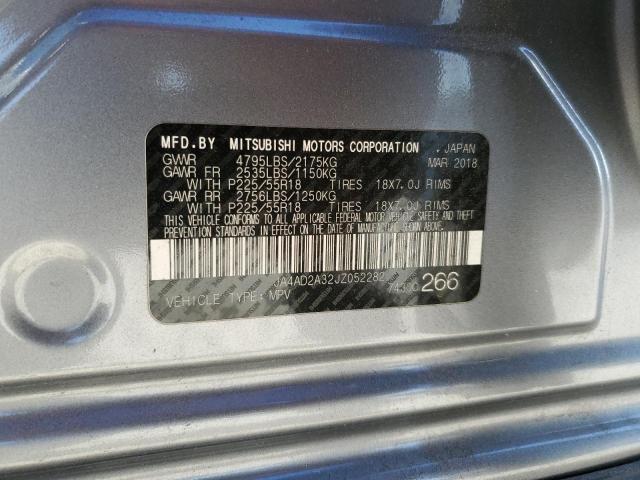 MFD.BY MITSUBISHI MOTORS CORPORATION , JAPAN
GVWR 4795LBS/2175KG MAR 2018
GAWR FR 2535LBS/1150KG
WITH P225/55R18 TIRES 18X7.0J RIMS
GAWR RR 2756LBS/1250KG
WITH P225/55R18 TIRES 18X7.0J RIMS
THIS VEHICLE CONFORMS TO ALL APPLICABLE FEDERAL MOTOR VEHICLE SAFETY AND THEFT
PREVENTION STANDARDS IN EFFECT ON THE DATE OF MANUFACTURE SHOWN ABOVE.
JA4AD2A32JZ052282
VEHICLE TYPE: MPV 266